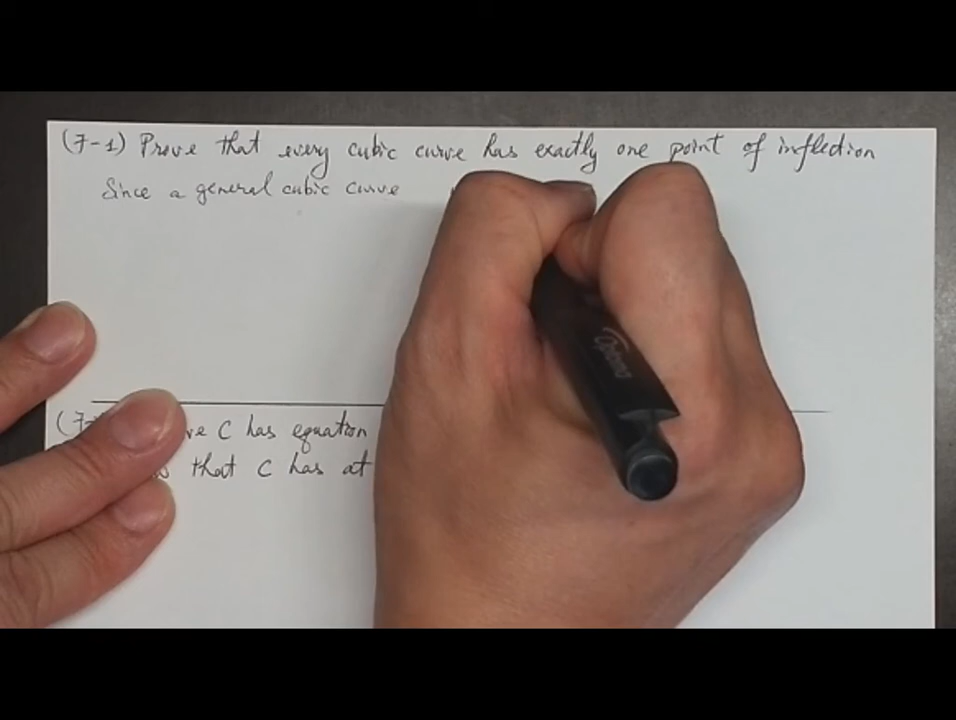 (7-1) Prove that every cubic curve has exactly one point of inflection
Since a general cubic curve
(7- ve C has equation
that C has at